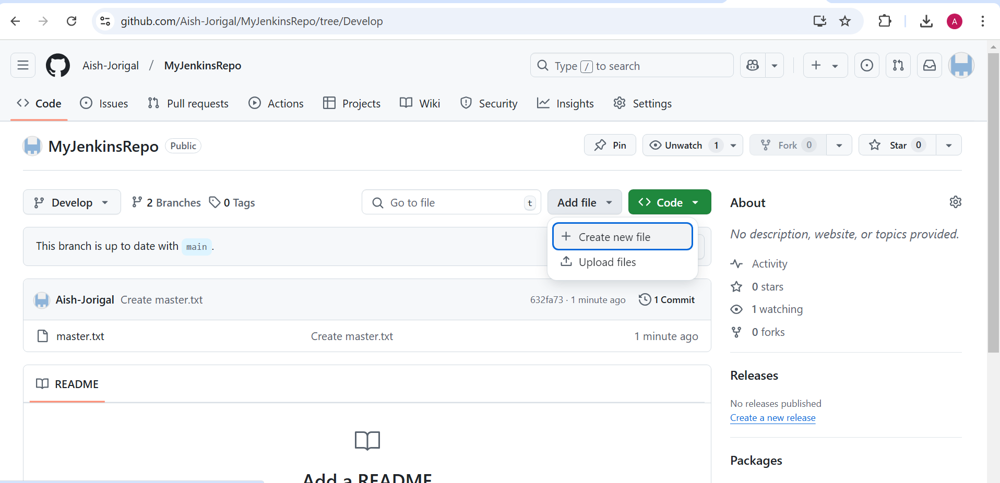 github.com/Aish-Jorigal/MyJenkinsRepo/tree/Develop
A
Aish-Jorigal / MyJenkinsRepo
Type / to search
Code Issues Pull requests Actions Projects Wiki Security Insights Settings
MyJenkinsRepo Public
Pin Unwatch 1 Fork 0 Star 0
Develop 2 Branches 0 Tags Go to file t Add file Code
Create new file
Upload files
This branch is up to date with main .
Aish-Jorigal Create master.txt 632fa73 · 1 minute ago 1 Commit
master.txt Create master.txt 1 minute ago
README
Add a README
About
No description, website, or topics provided.
Activity
0 stars
1 watching
0 forks
Releases
No releases published
Create a new release
Packages